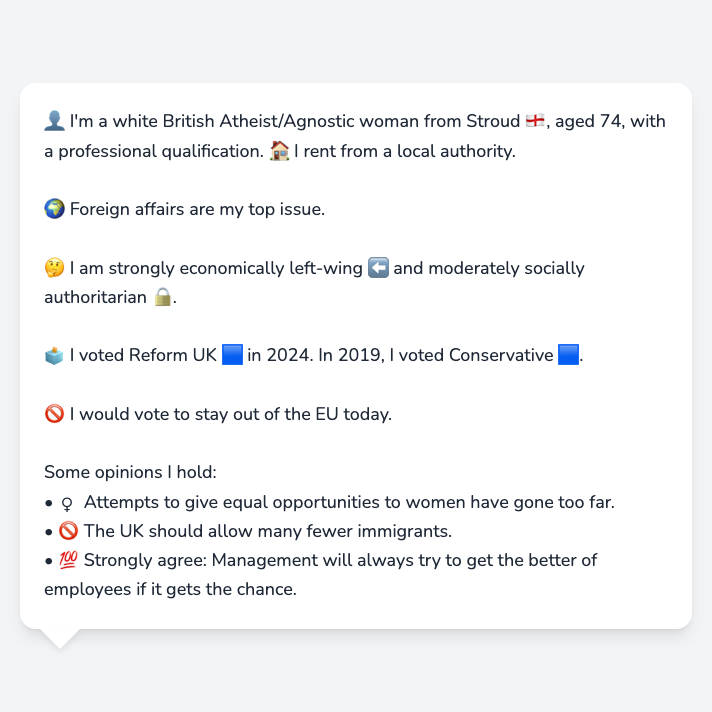 👤 I'm a white British Atheist/Agnostic woman from Stroud 🏴󠁧󠁢󠁥󠁮󠁧󠁿, aged 74, with
a professional qualification. 🏠 I rent from a local authority.
🌍 Foreign affairs are my top issue.
🤔 I am strongly economically left-wing ⬅️ and moderately socially
authoritarian 🔒.
🗳️ I voted Reform UK 🟦 in 2024. In 2019, I voted Conservative 🟦.
🚫 I would vote to stay out of the EU today.
Some opinions I hold:
• ♀ Attempts to give equal opportunities to women have gone too far.
• 🚫 The UK should allow many fewer immigrants.
• 💯 Strongly agree: Management will always try to get the better of
employees if it gets the chance.